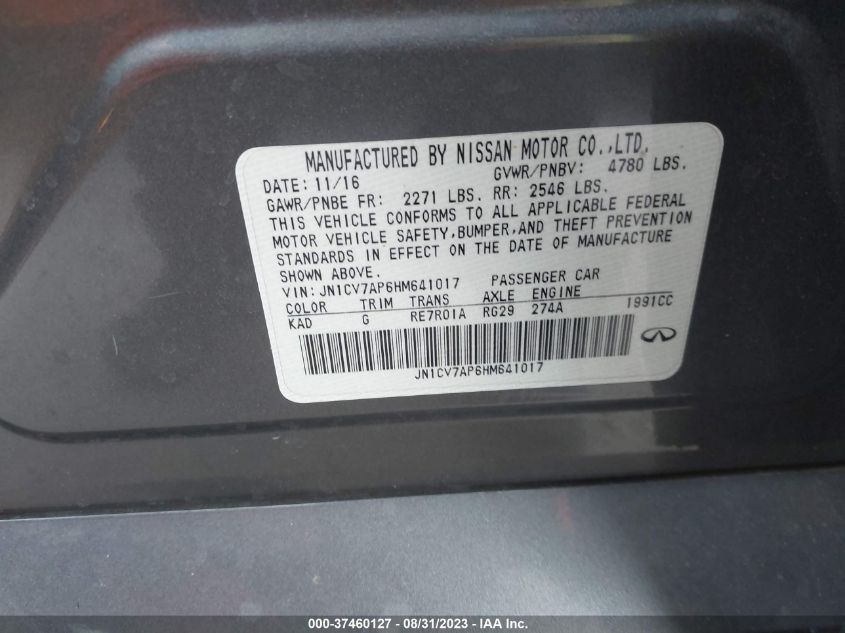 MANUFACTURED BY NISSAN MOTOR CO.,LTD.
DATE: 11/16 GVWR/PNBV: 4780 LBS.
GAWR/PNBE FR: 2271 LBS. RR: 2546 LBS.
THIS VEHICLE CONFORMS TO ALL APPLICABLE FEDERAL
MOTOR VEHICLE SAFETY,BUMPER,AND THEFT PREVENTION
STANDARDS IN EFFECT ON THE DATE OF MANUFACTURE
SHOWN ABOVE.
VIN: JN1CV7AP6HM641017 PASSENGER CAR
COLOR TRIM TRANS AXLE ENGINE
KAD G RE7R01A RG29 274A 1991CC
JN1CV7AP6HM641017
000-37460127 - 08/31/2023 - IAA Inc.